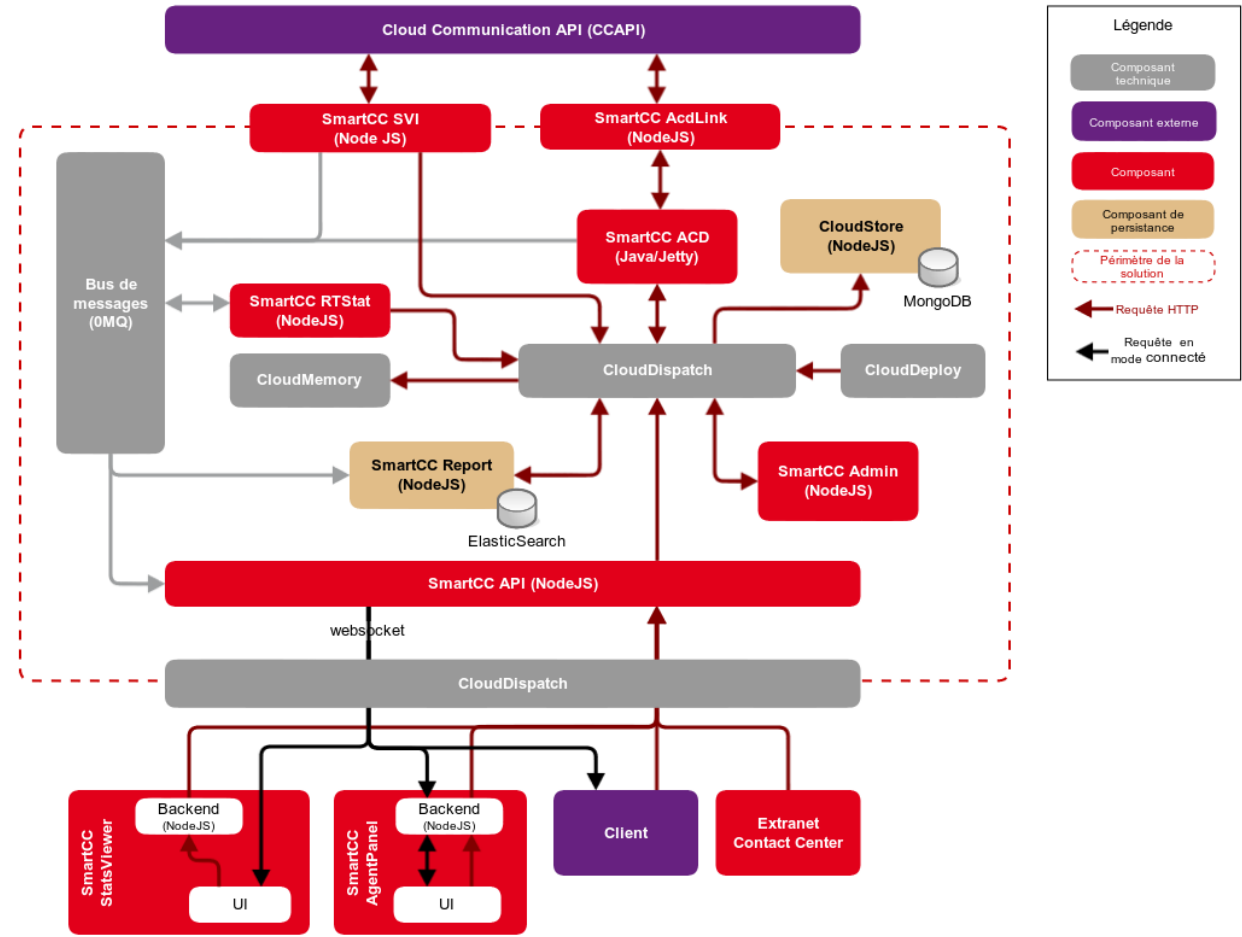 Cloud Communication API (CCAPI)
Légende
Composant
technique
Composant externe
Composant
Composant de
persistance
Périmètre de la
solution
Requête HTTP
Requête en
mode connecté
SmartCC SVI
(Node JS)
SmartCC AcdLink
(NodeJS)
Bus de
messages
(0MQ)
SmartCC ACD
(Java/Jetty)
CloudStore
(NodeJS)
MongoDB
SmartCC RTStat
(NodeJS)
CloudMemory
CloudDispatch
CloudDeploy
SmartCC Report
(NodeJS)
ElasticSearch
SmartCC Admin
(NodeJS)
SmartCC API (NodeJS)
websocket
CloudDispatch
SmartCC
StatsViewer
Backend
(NodeJS)
UI
SmartCC
AgentPanel
Backend
(NodeJS)
UI
Client
Extranet
Contact Center